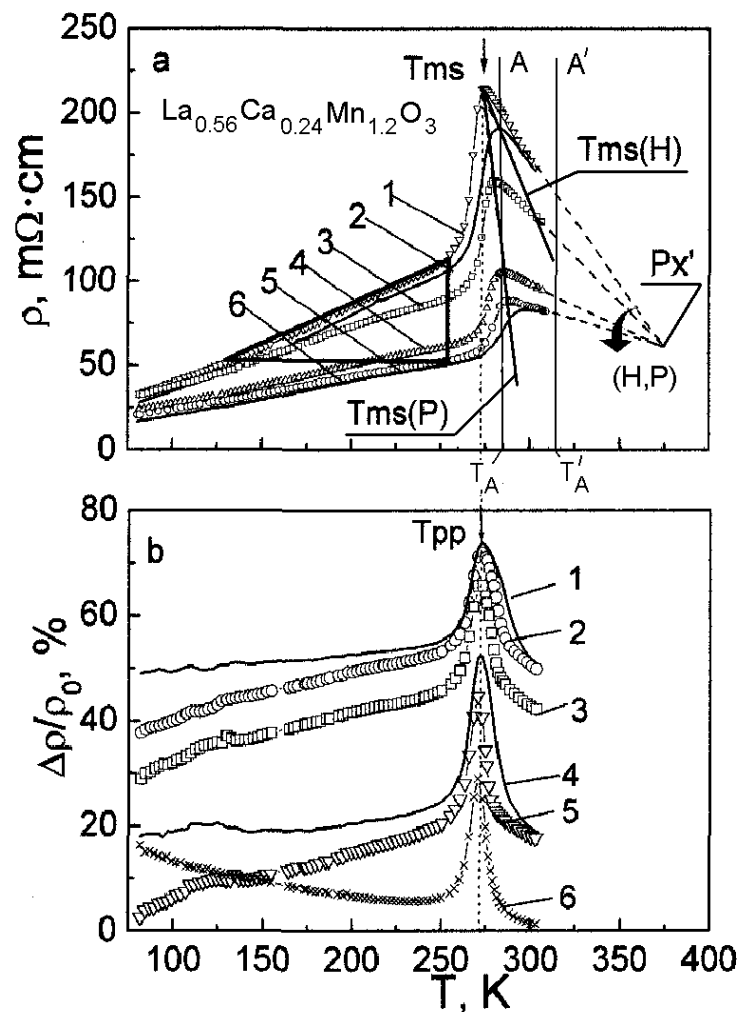 250
a
Tms
A
A'
200
La0.56Ca0.24Mn1.2O3
Tms(H)
ρ, mΩ·cm
150
1
2
3
Px'
100
5
4
6
50
(H,P)
Tms(P)
0
TA
T'A
80
b
Tpp
1
60
2
Δρ/ρ0, %
40
3
4
20
5
6
0
100
150
200
250
300
350
400
T, K